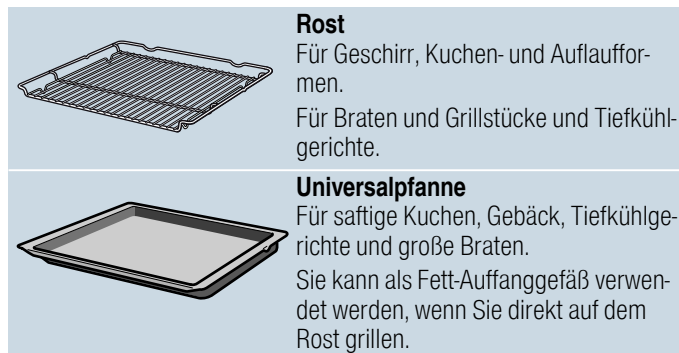 Rost
Für Geschirr, Kuchen- und Auflauffor-
men.
Für Braten und Grillstücke und Tiefkühl-
gerichte.
Universalpfanne
Für saftige Kuchen, Gebäck, Tiefkühlge-
richte und große Braten.
Sie kann als Fett-Auffanggefäß verwen-
det werden, wenn Sie direkt auf dem
Rost grillen.